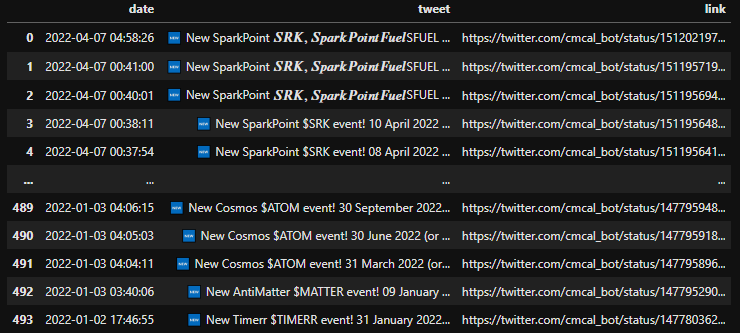 date tweet link
0 2022-04-07 04:58:26 🆕 New SparkPoint 𝑺𝑹𝑲, 𝑺𝒑𝒂𝒓𝒌𝑷𝒐𝒊𝒏𝒕𝑭𝒖𝒆𝒍SFUEL ... https://twitter.com/cmcal_bot/status/151202197...
1 2022-04-07 00:41:00 🆕 New SparkPoint 𝑺𝑹𝑲, 𝑺𝒑𝒂𝒓𝒌𝑷𝒐𝒊𝒏𝒕𝑭𝒖𝒆𝒍SFUEL ... https://twitter.com/cmcal_bot/status/151195719...
2 2022-04-07 00:40:01 🆕 New SparkPoint 𝑺𝑹𝑲, 𝑺𝒑𝒂𝒓𝒌𝑷𝒐𝒊𝒏𝒕𝑭𝒖𝒆𝒍SFUEL ... https://twitter.com/cmcal_bot/status/151195694...
3 2022-04-07 00:38:11 🆕 New SparkPoint $SRK event! 10 April 2022 ... https://twitter.com/cmcal_bot/status/151195648...
4 2022-04-07 00:37:54 🆕 New SparkPoint $SRK event! 08 April 2022 ... https://twitter.com/cmcal_bot/status/151195641...
... ... ... ...
489 2022-01-03 04:06:15 🆕 New Cosmos $ATOM event! 30 September 2022... https://twitter.com/cmcal_bot/status/147795948...
490 2022-01-03 04:05:03 🆕 New Cosmos $ATOM event! 30 June 2022 (or ... https://twitter.com/cmcal_bot/status/147795918...
491 2022-01-03 04:04:11 🆕 New Cosmos $ATOM event! 31 March 2022 (or... https://twitter.com/cmcal_bot/status/147795896...
492 2022-01-03 03:40:06 🆕 New AntiMatter $MATTER event! 09 January ... https://twitter.com/cmcal_bot/status/147795290...
493 2022-01-02 17:46:55 🆕 New Timerr $TIMERR event! 31 January 2022... https://twitter.com/cmcal_bot/status/147780362...